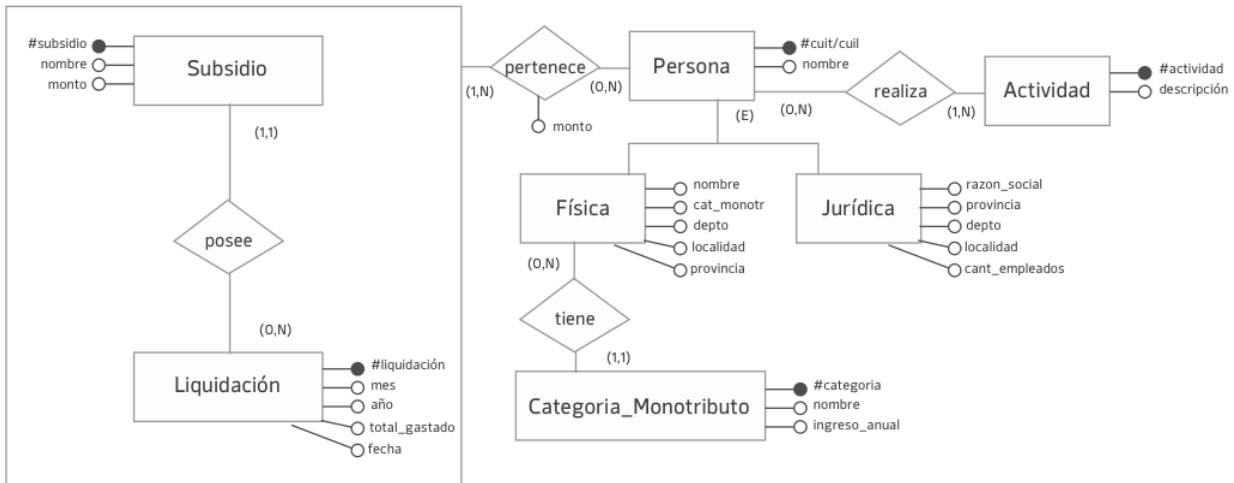 #subsidio
nombre
monto
Subsidio
(1,1)
posee
(0,N)
Liquidación
#liquidación
mes
año
total_gastado
fecha
(1,N)
pertenece
(0,N)
monto
Persona
#cuit/cuil
nombre
(E)
(0,N)
realiza
(1,N)
Actividad
#actividad
descripción
Física
nombre
cat_monotr
depto
localidad
provincia
Jurídica
razon_social
provincia
depto
localidad
cant_empleados
(0,N)
tiene
(1,1)
Categoria_Monotributo
#categoria
nombre
ingreso_anual